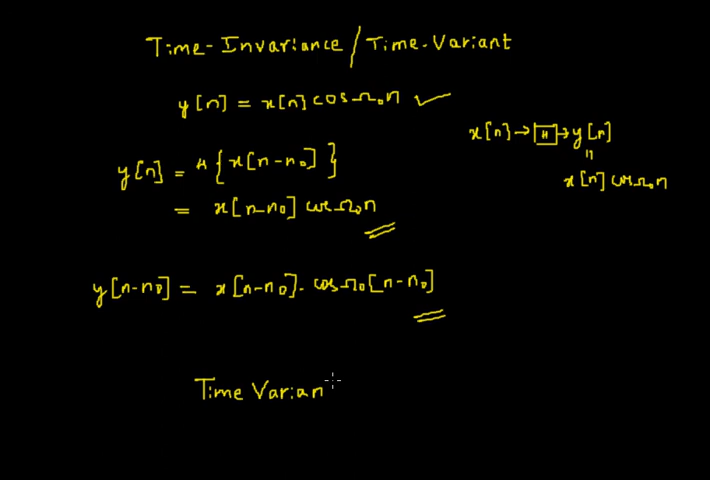 Time-Invariance/Time-Variant
y[n] = x[n] cos Ω₀n ✓
x[n] → H → y[n]
=
x[n] cos Ω₀n
y[n] = H{x[n-n₀]}
= x[n-n₀] cos Ω₀n
y[n-n₀] = x[n-n₀]. cos Ω₀[n-n₀]
Time Varian